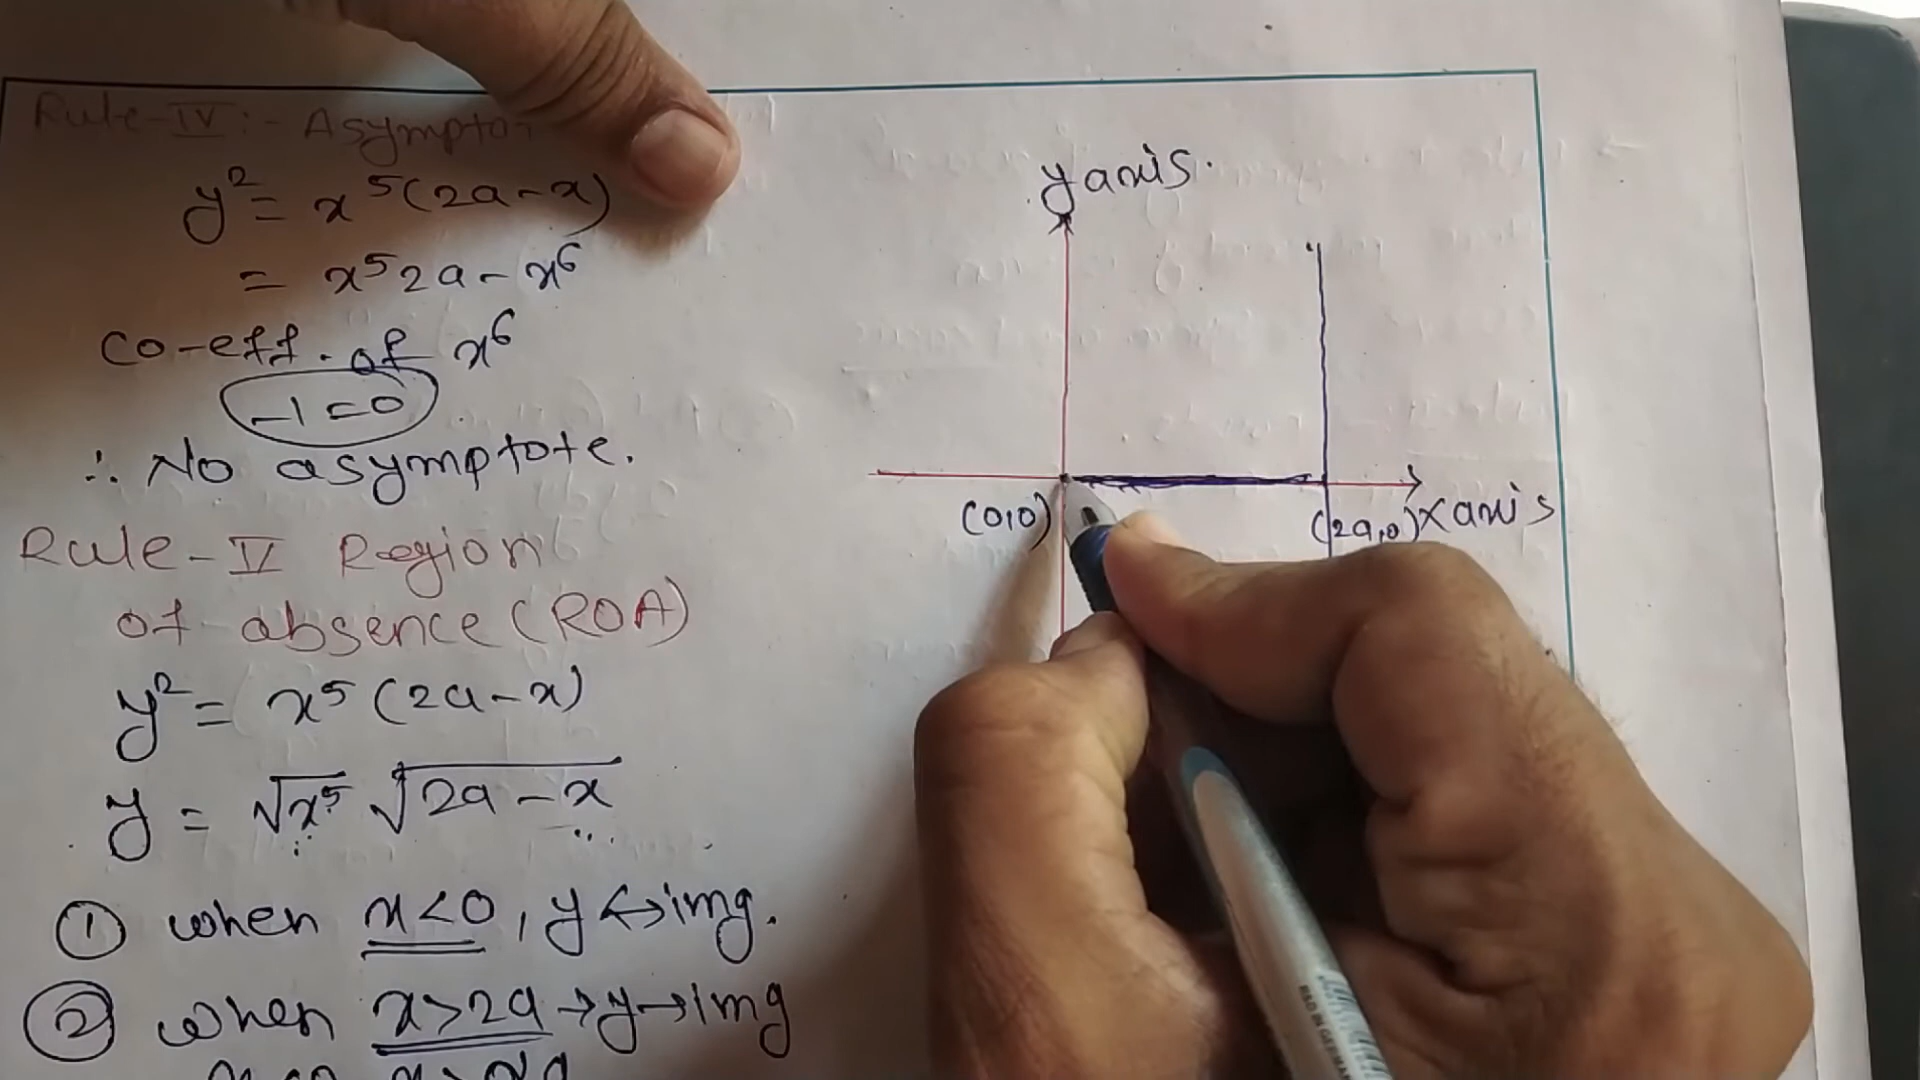 Rule-IV:- Asympto
y² = x⁵(2a-x)
= x⁵2a-x⁶
co-eff. of x⁶
-1=0
∴ No asymptote.
Rule-V Region
of absence (ROA)
y² = x⁵(2a-x)
y = √x⁵ √2a-x
① when x<0, y↔img.
② when x>2a→y→img
y axis.
(0,0)
(2a,0) x axis